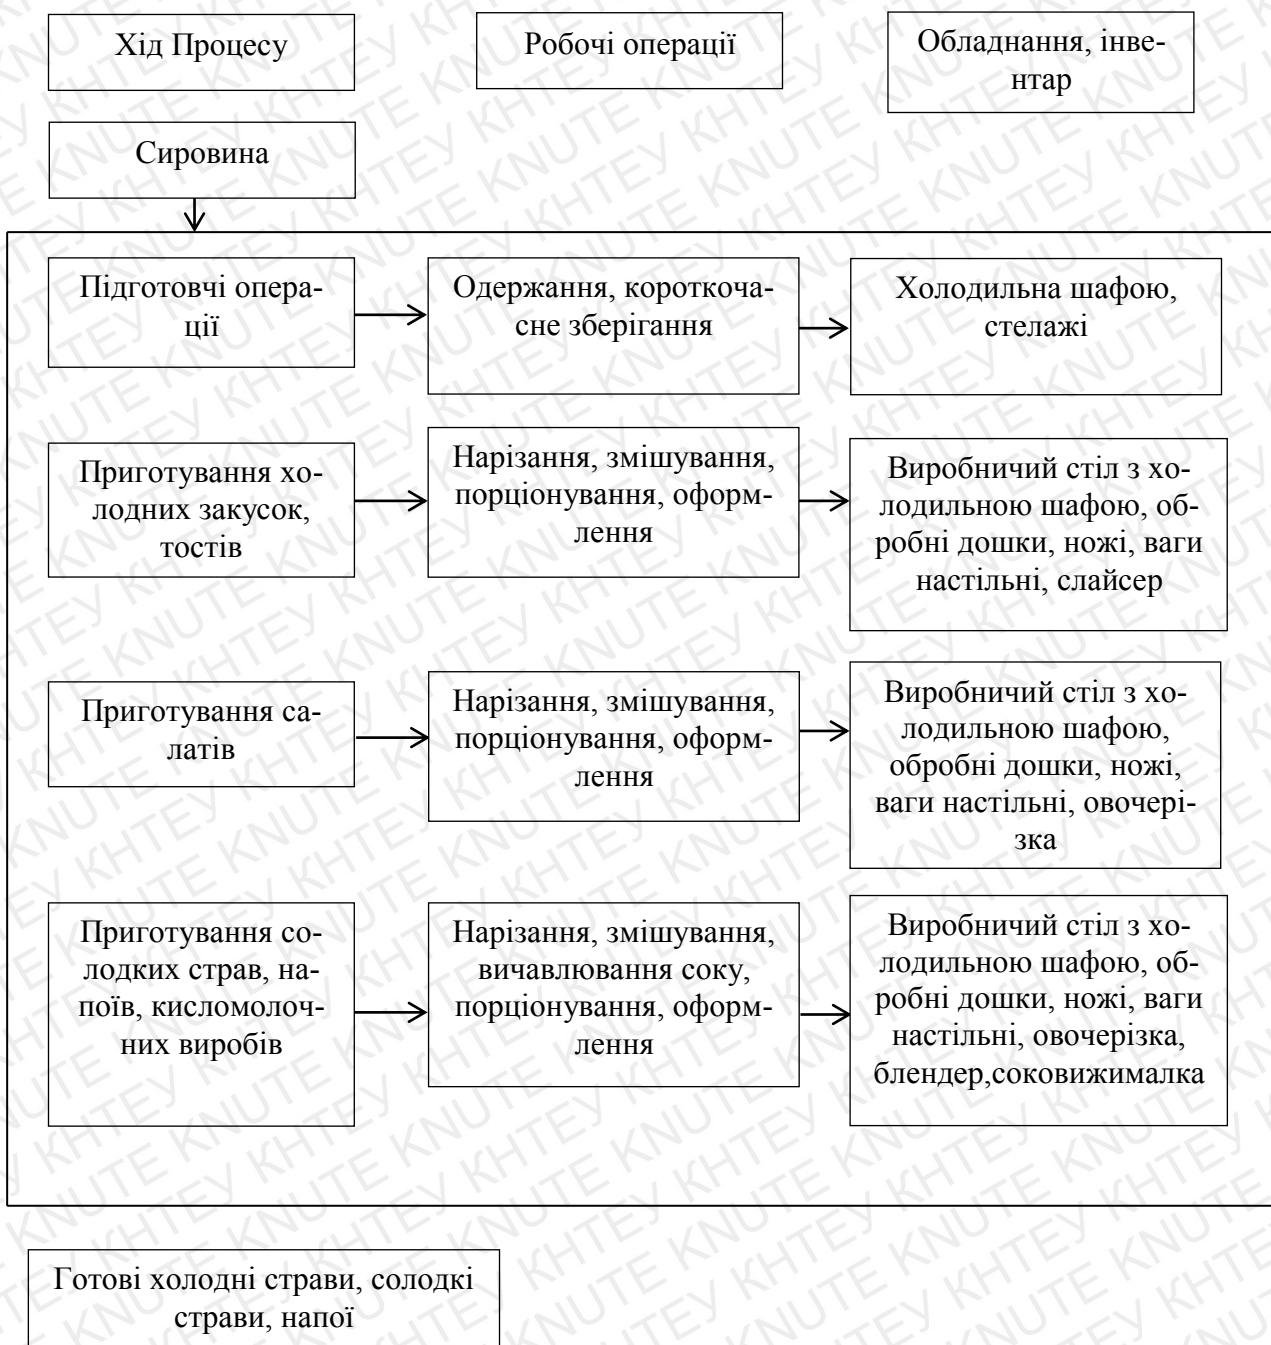 Хід Процесу
Робочі операції
Обладнання, інве-
нтар
Сировина
Підготовчі опера-
ції
Одержання, короткоча-
сне зберігання
Холодильна шафою,
стелажі
Приготування хо-
лодних закусок,
тостів
Нарізання, змішування,
порціонування, оформ-
лення
Виробничий стіл з хо-
лодильною шафою, об-
робні дошки, ножі, ваги
настільні, слайсер
Приготування са-
латів
Нарізання, змішування,
порціонування, оформ-
лення
Виробничий стіл з хо-
лодильною шафою,
обробні дошки, ножі,
ваги настільні, овочері-
зка
Приготування со-
лодких страв, на-
поїв, кисломолоч-
них виробів
Нарізання, змішування,
вичавлювання соку,
порціонування, оформ-
лення
Виробничий стіл з хо-
лодильною шафою, об-
робні дошки, ножі, ваги
настільні, овочерізка,
блендер,соковижималка
Готові холодні страви, солодкі
страви, напої